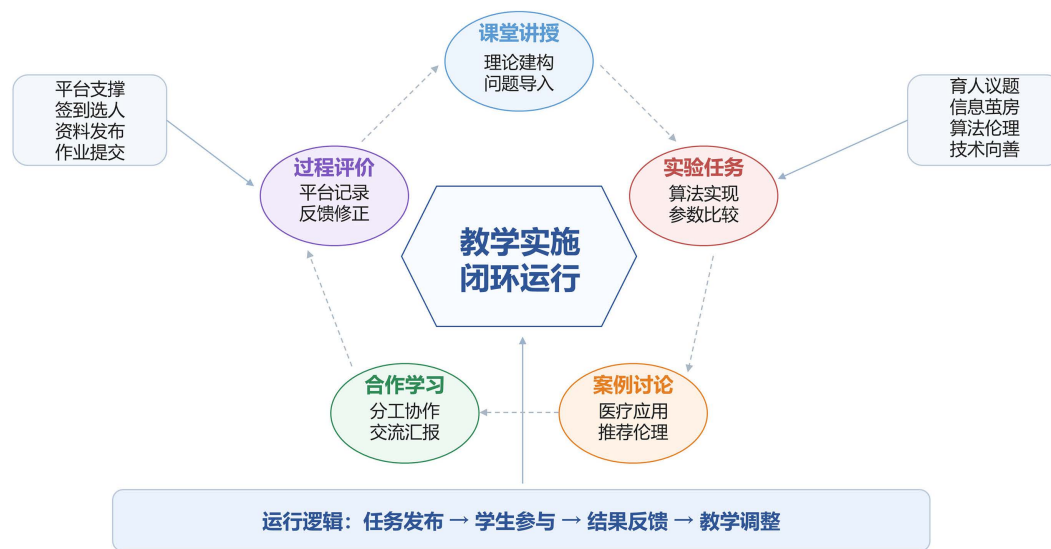 课堂讲授
理论建构
问题导入
平台支撑
签到选人
资料发布
作业提交
育人议题
信息茧房
算法伦理
技术向善
过程评价
平台记录
反馈修正
实验任务
算法实现
参数比较
教学实施
闭环运行
合作学习
分工协作
交流汇报
案例讨论
医疗应用
推荐伦理
运行逻辑：任务发布 → 学生参与 → 结果反馈 → 教学调整